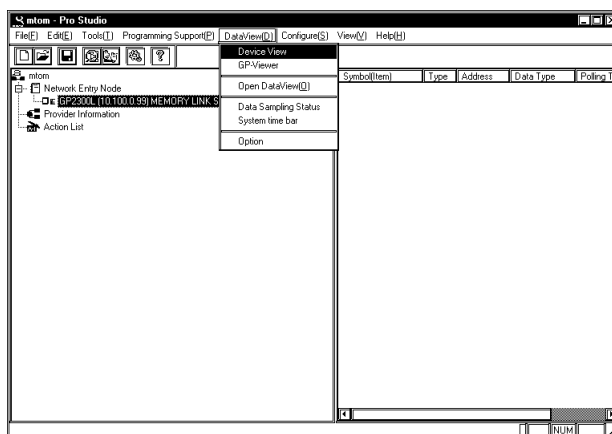 mtom - Pro Studio
File(F) Edit(E) Tools(T) Programming Support(P) DataView(D) Configure(S) View(V) Help(H)
Device View
GP-Viewer
Open DataView(O)
Data Sampling Status
System time bar
Option
mtom
Network Entry Node
GP2300L (10.100.0.99) MEMORY LINK S
Provider Information
Action List
Symbol(Item) Type Address Data Type Polling T
NUM